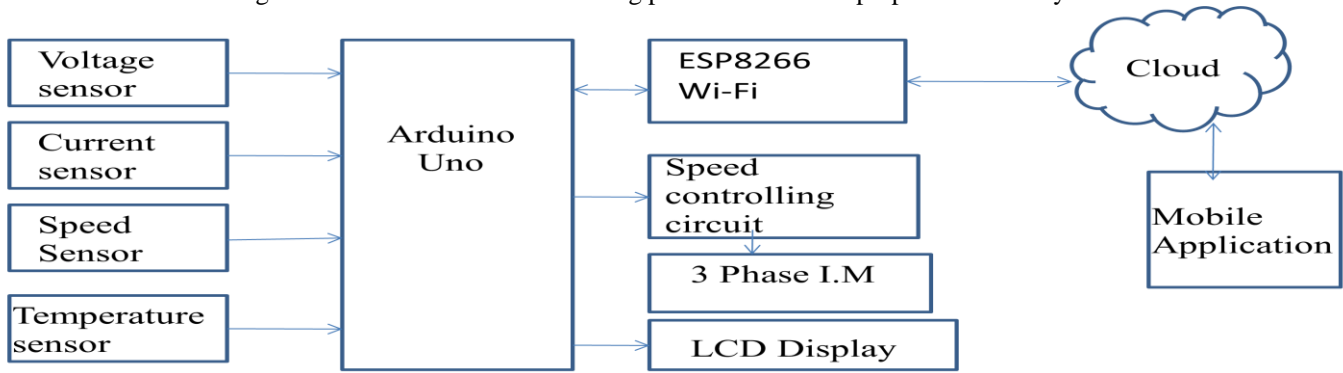 Voltage
sensor
Current
sensor
Speed
Sensor
Temperature
sensor
Arduino
Uno
ESP8266
Wi-Fi
Speed
controlling
circuit
3 Phase I.M
LCD Display
Cloud
Mobile
Application